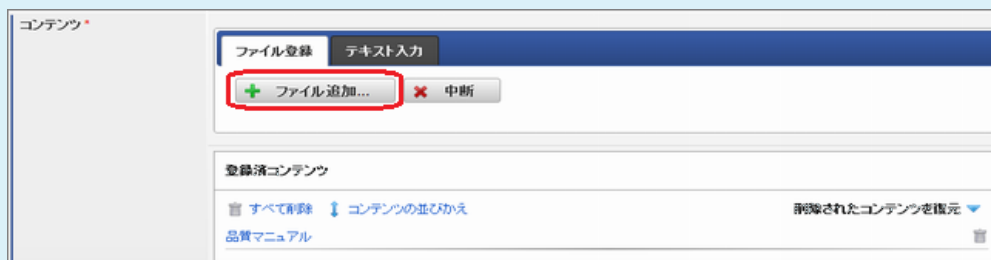 コンテンツ*
ファイル登録 テキスト入力
ファイル追加... 中断
登録済コンテンツ
すべて削除 コンテンツの並びかえ 削除されたコンテンツを復元
品質マニュアル